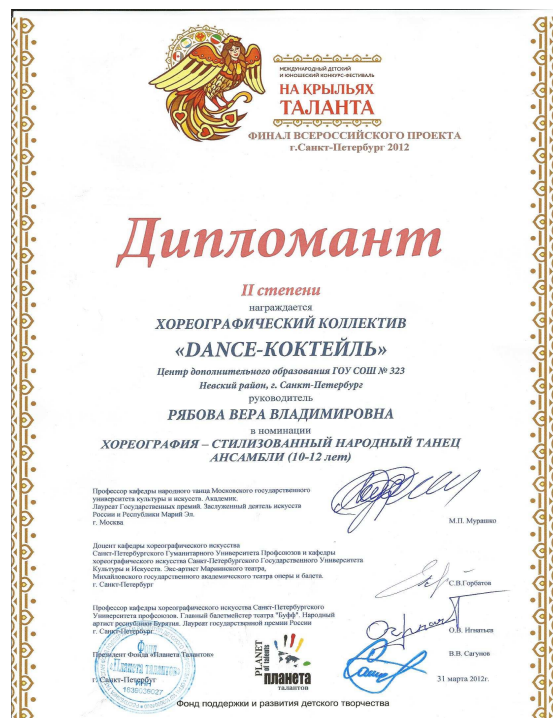 МЕЖДУНАРОДНЫЙ ДЕТСКИЙ
И ЮНОШЕСКИЙ КОНКУРС-ФЕСТИВАЛЬ
НА КРЫЛЬЯХ
ТАЛАНТА
ФИНАЛ ВСЕРОССИЙСКОГО ПРОЕКТА
г.Санкт-Петербург 2012
Дипломант
II степени
награждается
ХОРЕОГРАФИЧЕСКИЙ КОЛЛЕКТИВ
«DANCE-КОКТЕЙЛЬ»
Центр дополнительного образования ГОУ СОШ № 323
Невский район, г. Санкт-Петербург
руководитель
РЯБОВА ВЕРА ВЛАДИМИРОВНА
в номинации
ХОРЕОГРАФИЯ – СТИЛИЗОВАННЫЙ НАРОДНЫЙ ТАНЕЦ
АНСАМБЛИ (10-12 лет)
Профессор кафедры народного танца Московского государственного
университета культуры и искусств. Академик.
Лауреат Государственных премий. Заслуженный деятель искусств
России и Республики Марий Эл.
г. Москва
М.П. Мурашко
Доцент кафедры хореографического искусства
Санкт-Петербургского Гуманитарного Университета Профсоюзов и кафедры
хореографического искусства Санкт-Петербургского Государственного Университета
Культуры и Искусств. Экс-артист Мариинского театра,
Михайловского государственного академического театра оперы и балета.
г. Санкт-Петербург
С.В.Горбатов
Профессор кафедры хореографического искусства Санкт-Петербургского
Университета профсоюзов. Главный балетмейстер театра "Буфф". Народный
артист республики Бурятия. Лауреат государственной премии России
г. Санкт-Петербург
О.В. Игнатьев
Президент Фонда «Планета Талантов»
В.В. Сагунов
г. Санкт-Петербург
31 марта 2012г.
Фонд
"Планета талантов"
ИНН
PLANET
of talents
планета
талантов
Фонд поддержки и развития детского творчества